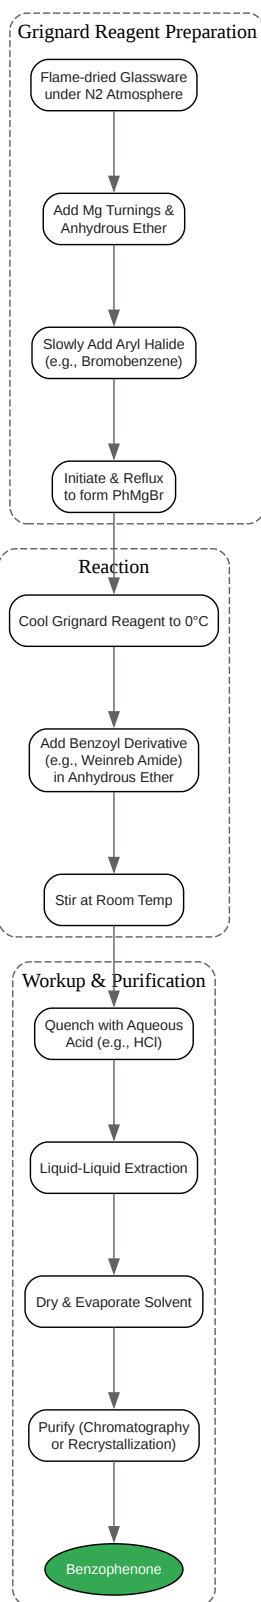 Grignard Reagent Preparation
Flame-dried Glassware
under N2 Atmosphere
Add Mg Turnings &
Anhydrous Ether
Slowly Add Aryl Halide
(e.g., Bromobenzene)
Initiate & Reflux
to form PhMgBr
Reaction
Cool Grignard Reagent to 0°C
Add Benzoyl Derivative
(e.g., Weinreb Amide)
in Anhydrous Ether
Stir at Room Temp
Workup & Purification
Quench with Aqueous
Acid (e.g., HCl)
Liquid-Liquid Extraction
Dry & Evaporate Solvent
Purify (Chromatography
or Recrystallization)
Benzophenone